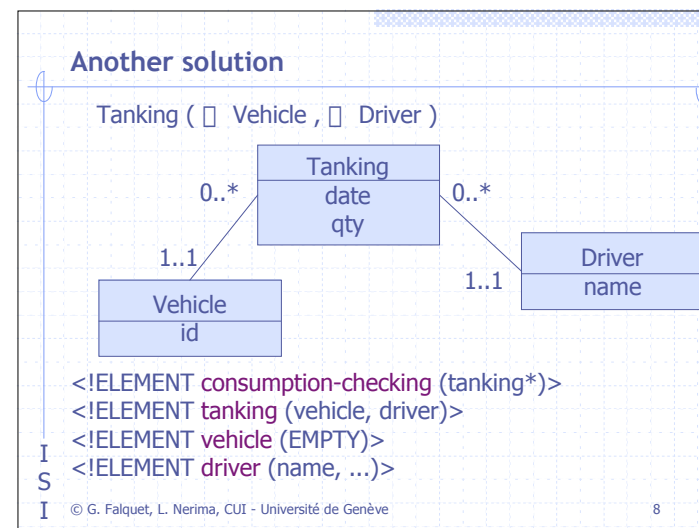 Another solution
Tanking ( Vehicle , Driver )
Tanking
0..* date 0..*
qty
1..1
Driver
1..1 name
Vehicle
id
<!ELEMENT consumption-checking (tanking*)>
<!ELEMENT tanking (vehicle, driver)>
<!ELEMENT vehicle (EMPTY)>
<!ELEMENT driver (name, ...)>
I
S
I
© G. Falquet, L. Nerima, CUI - Université de Genève 8